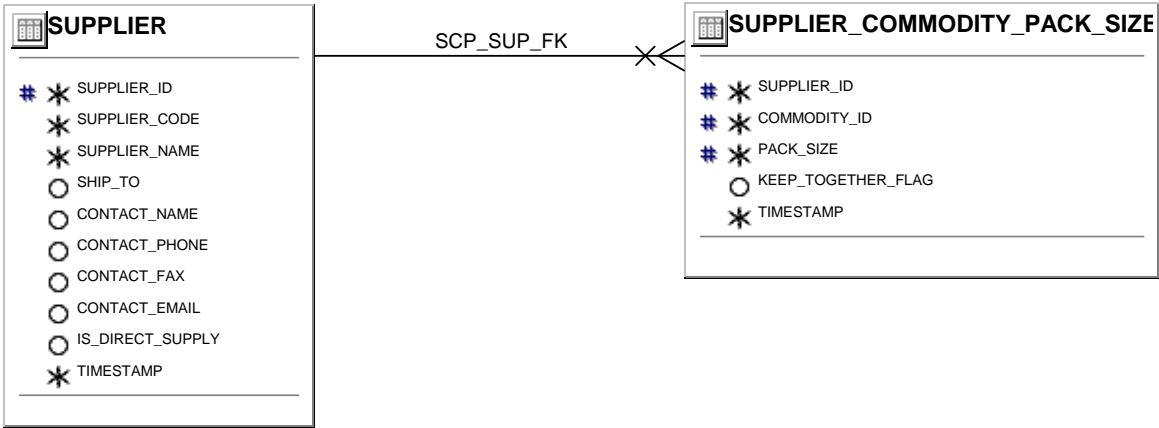 SUPPLIER
SUPPLIER_ID
SUPPLIER_CODE
SUPPLIER_NAME
SHIP_TO
CONTACT_NAME
CONTACT_PHONE
CONTACT_FAX
CONTACT_EMAIL
IS_DIRECT_SUPPLY
TIMESTAMP
SCP_SUP_FK
SUPPLIER_COMMODITY_PACK_SIZE
SUPPLIER_ID
COMMODITY_ID
PACK_SIZE
KEEP_TOGETHER_FLAG
TIMESTAMP